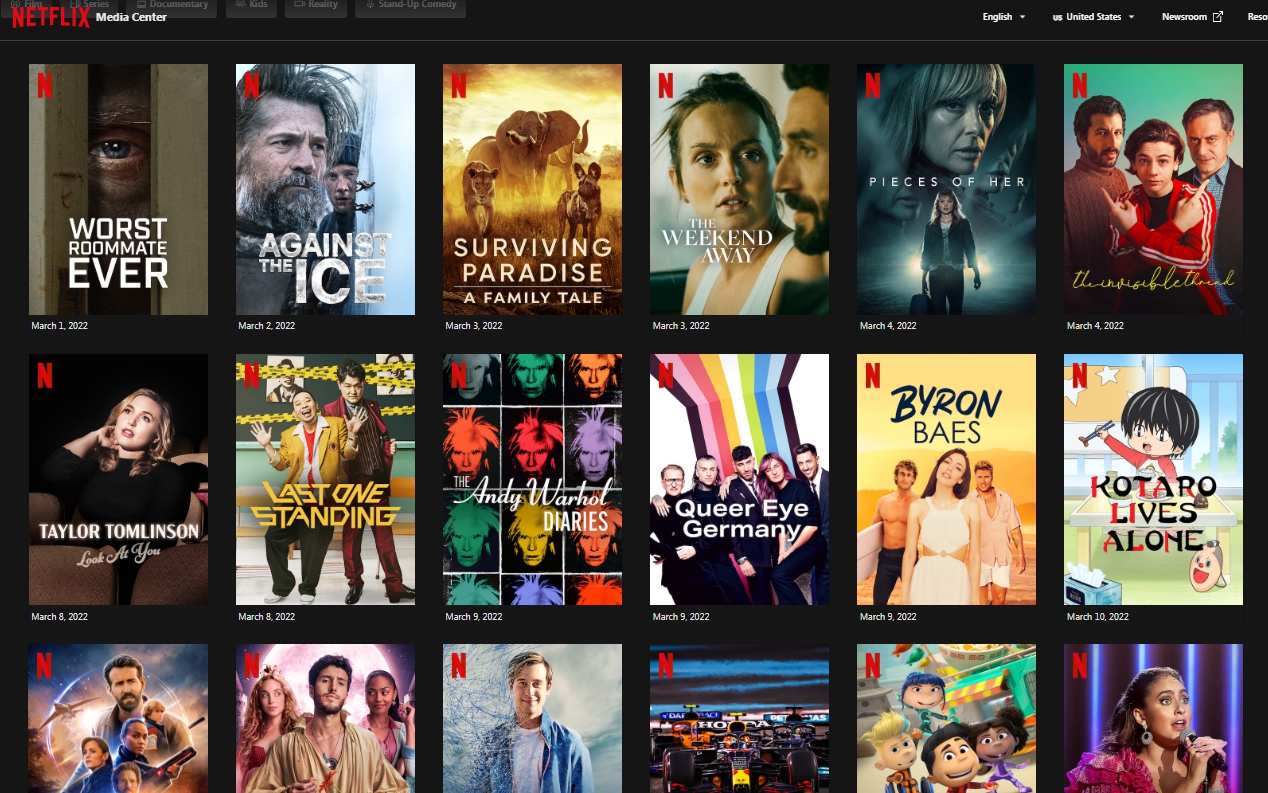 Film
Series
Documentary
Kids
Reality
Stand-Up Comedy
NETFLIX Media Center
English
us United States
Newsroom
Reso
N
N
N
N
N
N
WORST
ROOMMATE
EVER
AGAINST
THE ICE
SURVIVING
PARADISE
A FAMILY TALE
THE
WEEKEND
AWAY
PIECES OF HER
the invisible thread
March 1, 2022
March 2, 2022
March 3, 2022
March 3, 2022
March 4, 2022
March 4, 2022
N
N
N
N
N
N
TAYLOR TOMLINSON
Look At You
LAST ONE
STANDING
THE Andy Warhol
DIARIES
Queer Eye
Germany
BYRON
BAES
KOTARO
LIVES
ALONE
March 8, 2022
March 8, 2022
March 9, 2022
March 9, 2022
March 9, 2022
March 10, 2022
N
N
N
N
N
N
HONDA
PETRONAS